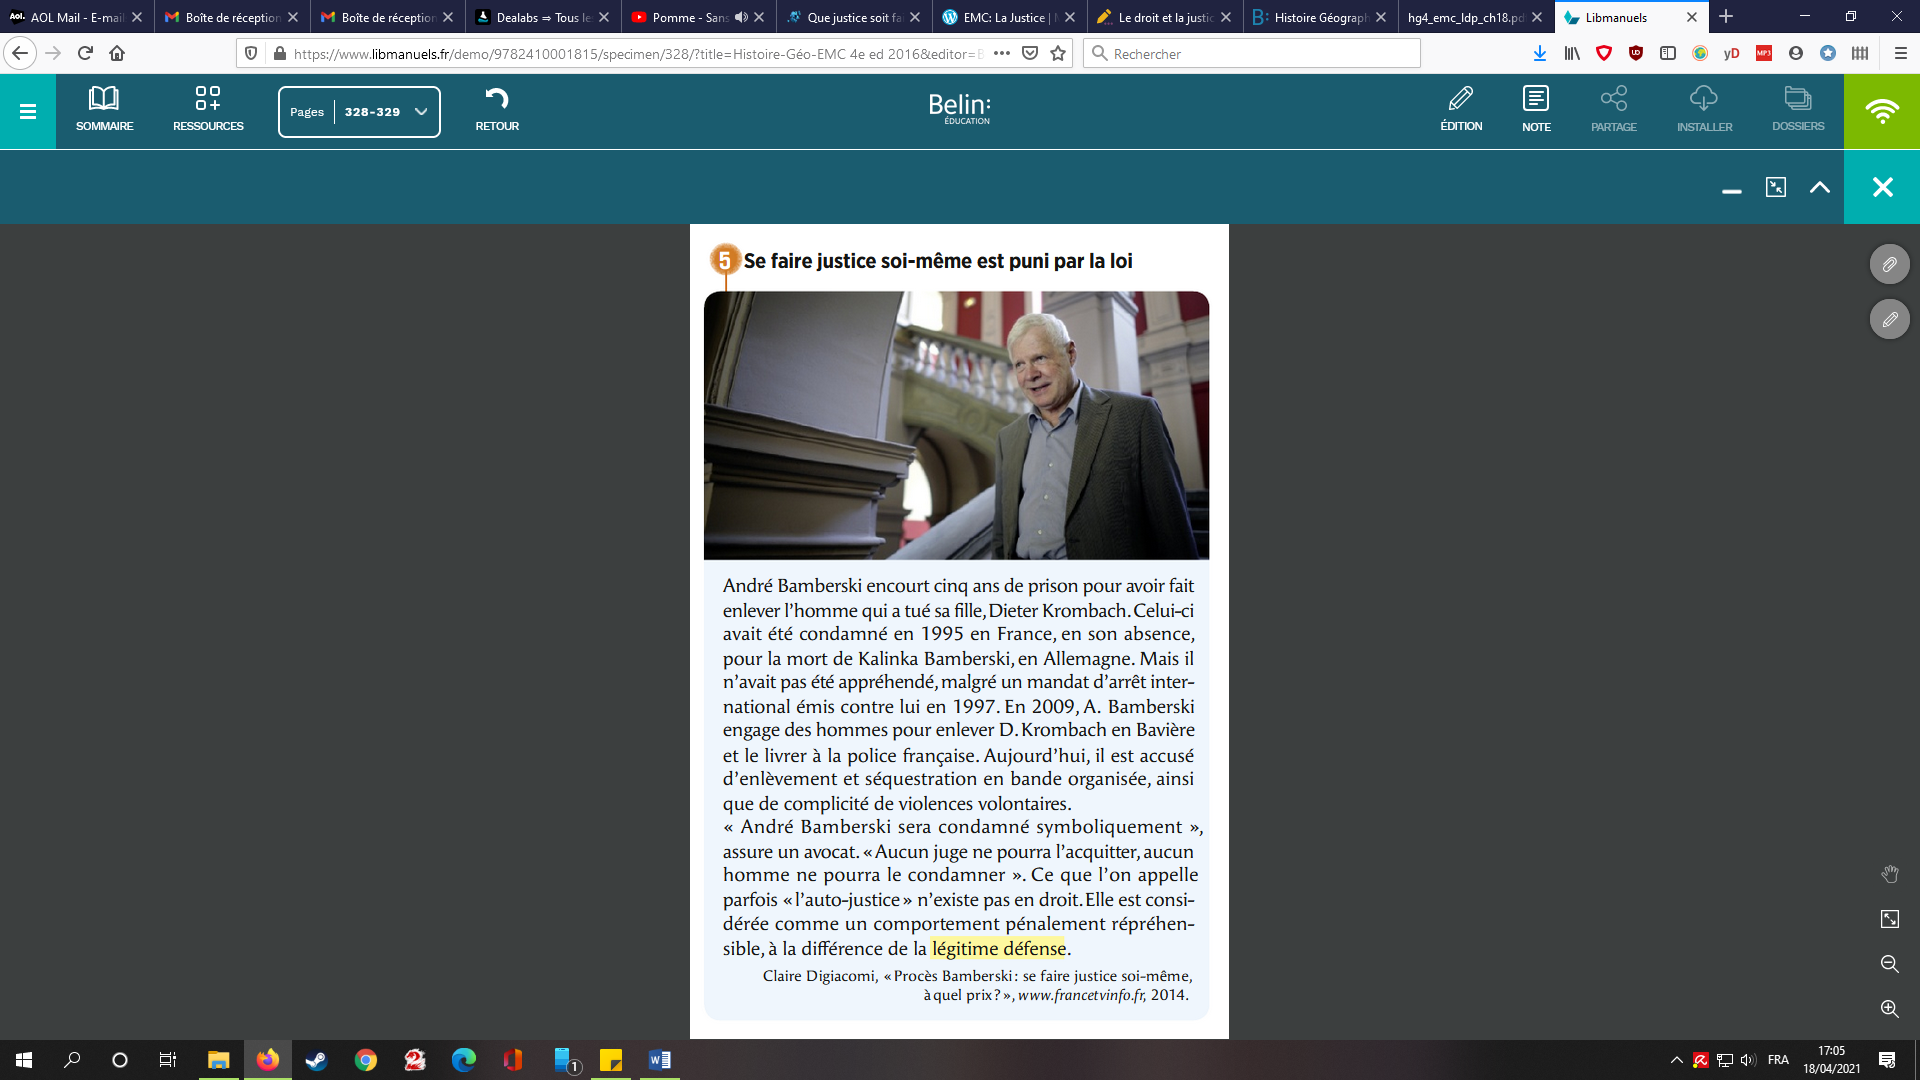 AOL Mail - E-mail
Boîte de réception
Boîte de réception
Dealabs ⇒ Tous le
Pomme - Sans
Que justice soit fai
EMC: La Justice |
Le droit et la justic
Histoire Géograph
hg4_emc_ldp_ch18.pd
Libmanuels
https://www.libmanuels.fr/demo/9782410001815/specimen/328/?title=Histoire-Géo-EMC 4e ed 2016&editor=B
Rechercher
SOMMAIRE
RESSOURCES
Pages 328-329
RETOUR
Belin:
ÉDUCATION
ÉDITION
NOTE
PARTAGE
INSTALLER
DOSSIERS
5 Se faire justice soi-même est puni par la loi
André Bamberski encourt cinq ans de prison pour avoir fait
enlever l'homme qui a tué sa fille, Dieter Krombach. Celui-ci
avait été condamné en 1995 en France, en son absence,
pour la mort de Kalinka Bamberski, en Allemagne. Mais il
n'avait pas été appréhendé, malgré un mandat d'arrêt inter-
national émis contre lui en 1997. En 2009, A. Bamberski
engage des hommes pour enlever D. Krombach en Bavière
et le livrer à la police française. Aujourd'hui, il est accusé
d'enlèvement et séquestration en bande organisée, ainsi
que de complicité de violences volontaires.
« André Bamberski sera condamné symboliquement »,
assure un avocat. « Aucun juge ne pourra l'acquitter, aucun
homme ne pourra le condamner ». Ce que l'on appelle
parfois « l'auto-justice » n'existe pas en droit. Elle est consi-
dérée comme un comportement pénalement répréhen-
sible, à la différence de la légitime défense.
Claire Digiacomi, « Procès Bamberski : se faire justice soi-même,
à quel prix ? », www.francetvinfo.fr, 2014.
FRA
17:05
18/04/2021